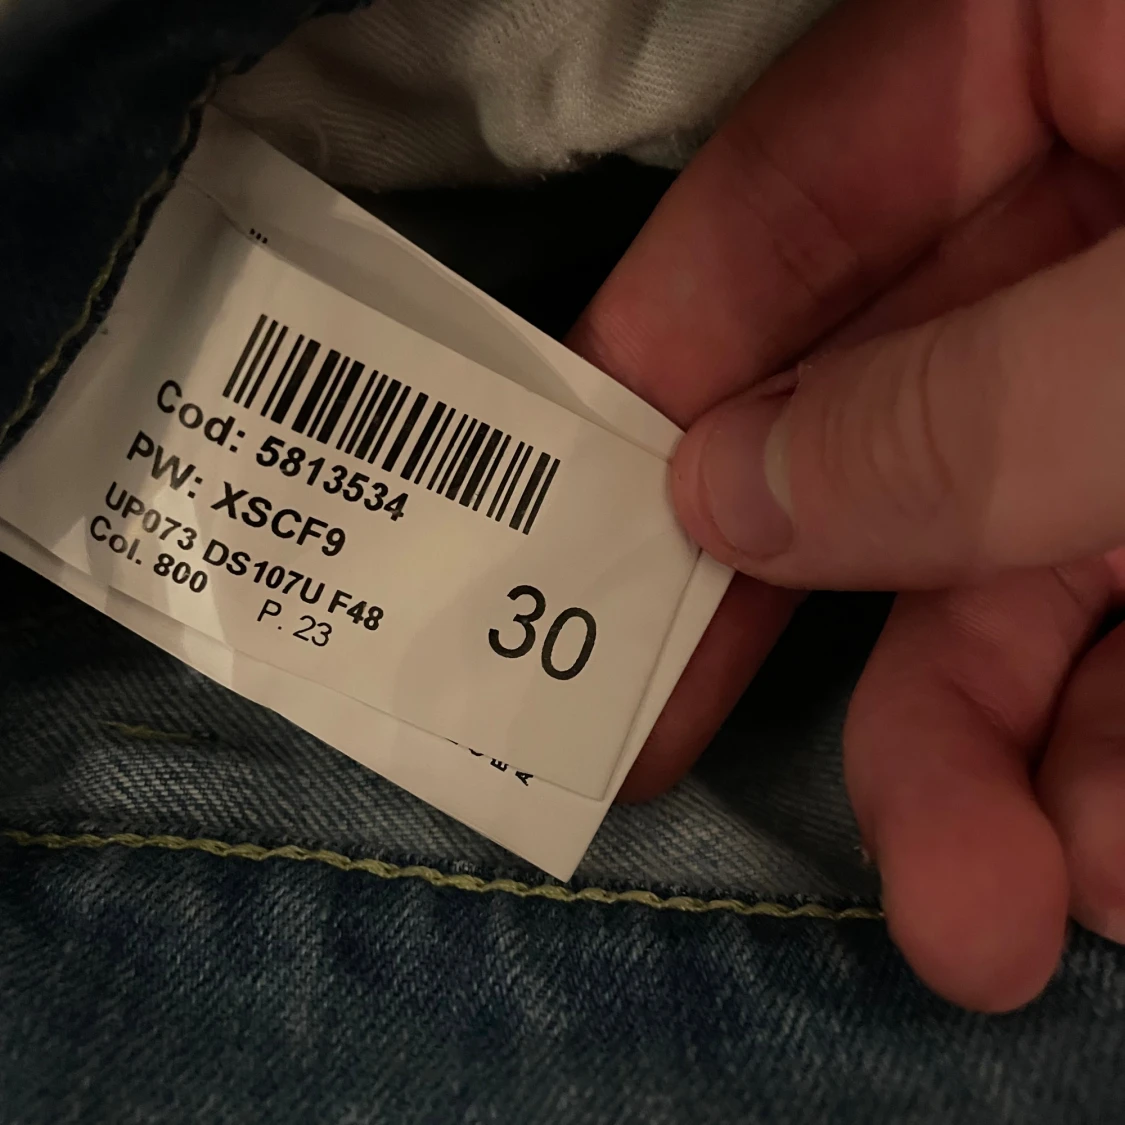 Cod: 5813534
PW: XSCF9
UP073 DS107U F48
Col. 800
P. 23
30